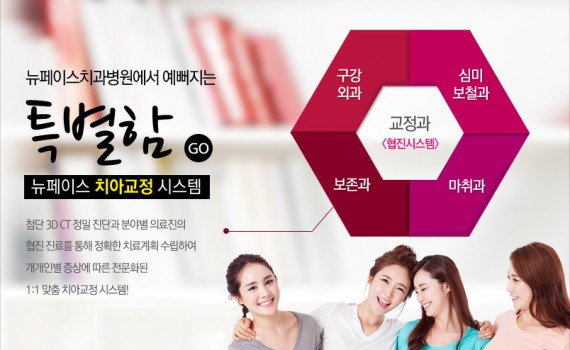 뉴페이스치과병원에서 예뻐지는
특별함
GO
뉴페이스 치아교정 시스템
첨단 3D CT 정밀 진단과 분야별 의료진의
협진 진료를 통해 정확한 치료계획 수립하여
개개인별 증상에 따른 전문화된
1:1 맞춤 치아교정 시스템!
구강
외과
심미
보철과
교정과
<협진시스템>
보존과
마취과